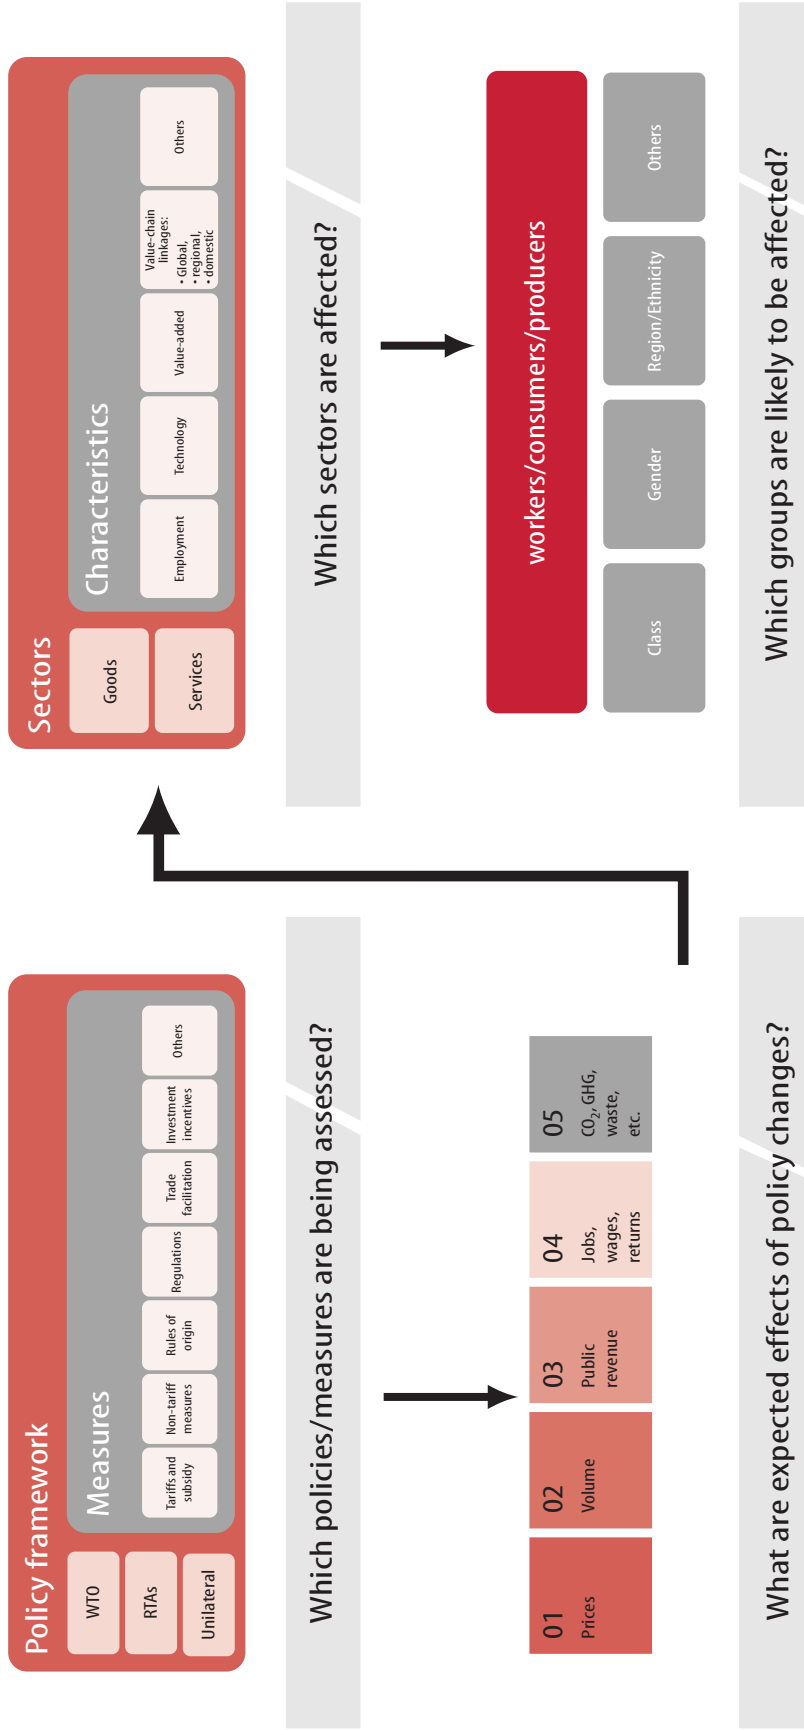 Policy framework
WTO
RTAs
Unilateral
Measures
Tariffs and
subsidy
Non-tariff
measures
Rules of
origin
Regulations
Trade
facilitation
Investment
incentives
Others
Which policies/measures are being assessed?
01
Prices
02
Volume
03
Public
revenue
04
Jobs,
wages,
returns
05
CO₂, GHG,
waste,
etc.
What are expected effects of policy changes?
Sectors
Goods
Services
Characteristics
Employment
Technology
Value-added
Value-chain
linkages:
• Global,
• regional,
• domestic
Others
Which sectors are affected?
workers/consumers/producers
Class
Gender
Region/Ethnicity
Others
Which groups are likely to be affected?